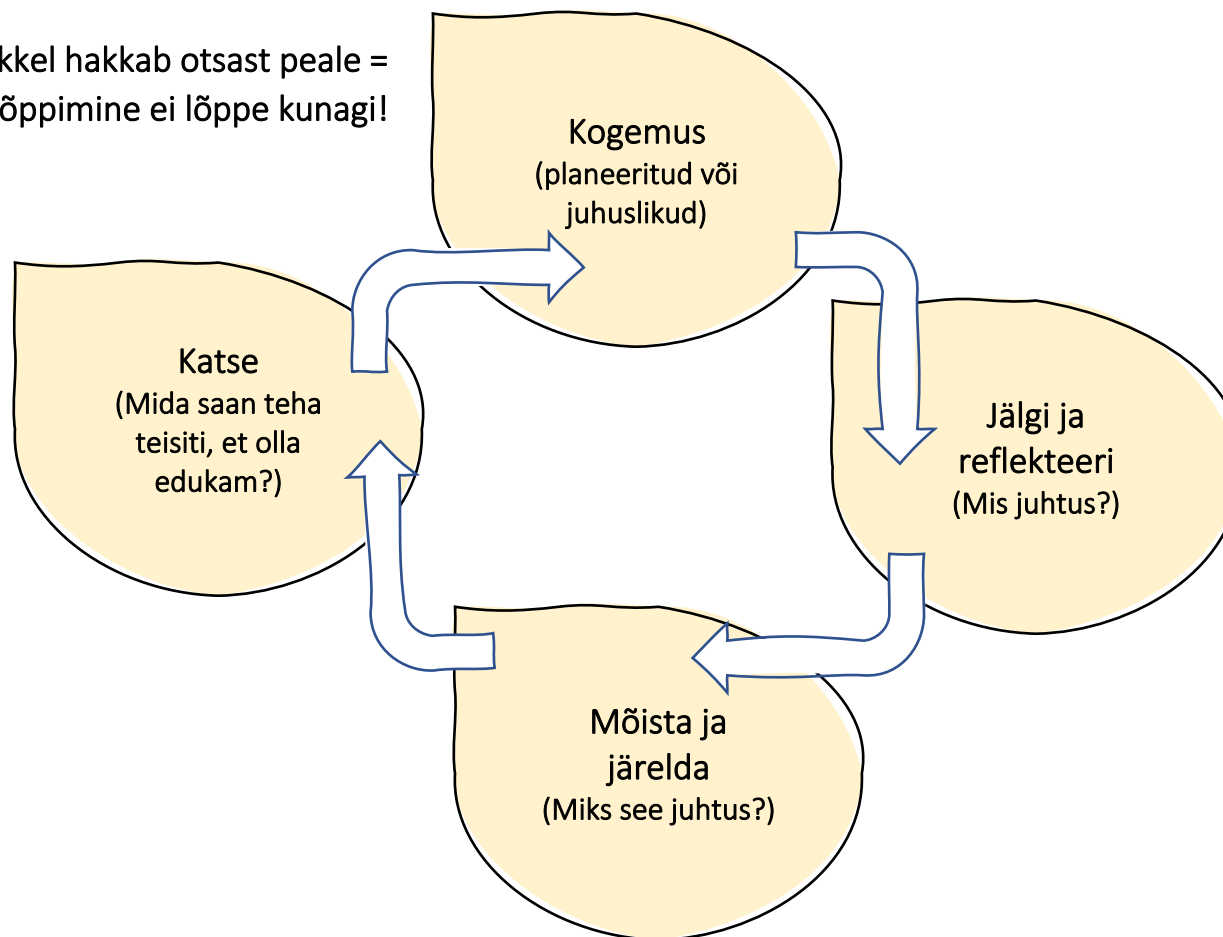 kkel hakkab otsast peale =
õppimine ei lõppe kunagi!
Kogemus
(planeeritud või
juhuslikud)
Jälgi ja
reflekteeri
(Mis juhtus?)
Mõista ja
järelda
(Miks see juhtus?)
Katse
(Mida saan teha
teisiti, et olla
edukam?)